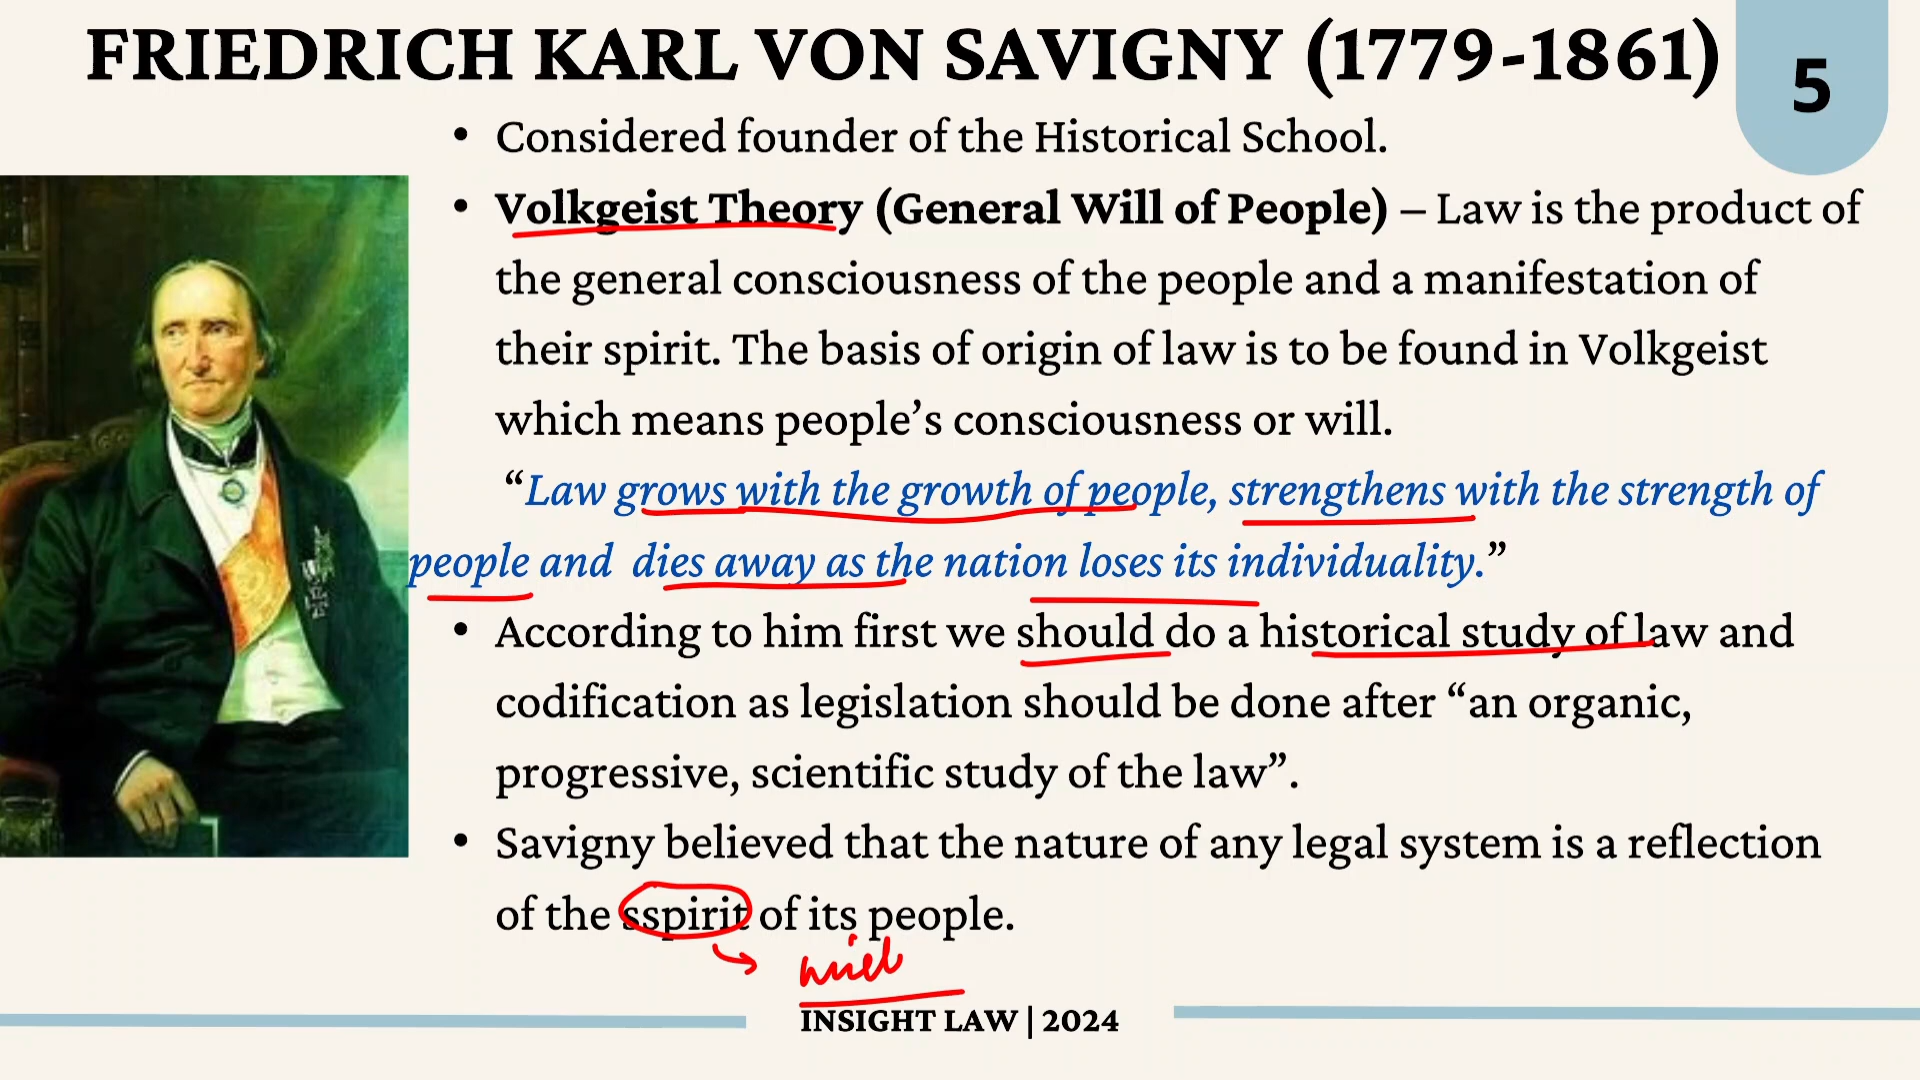 FRIEDRICH KARL VON SAVIGNY (1779-1861)
5
• Considered founder of the Historical School.
• Volkgeist Theory (General Will of People) – Law is the product of
the general consciousness of the people and a manifestation of
their spirit. The basis of origin of law is to be found in Volkgeist
which means people’s consciousness or will.
“Law grows with the growth of people, strengthens with the strength of
people and dies away as the nation loses its individuality.”
• According to him first we should do a historical study of law and
codification as legislation should be done after “an organic,
progressive, scientific study of the law”.
• Savigny believed that the nature of any legal system is a reflection
of the sspirit of its people.
INSIGHT LAW | 2024